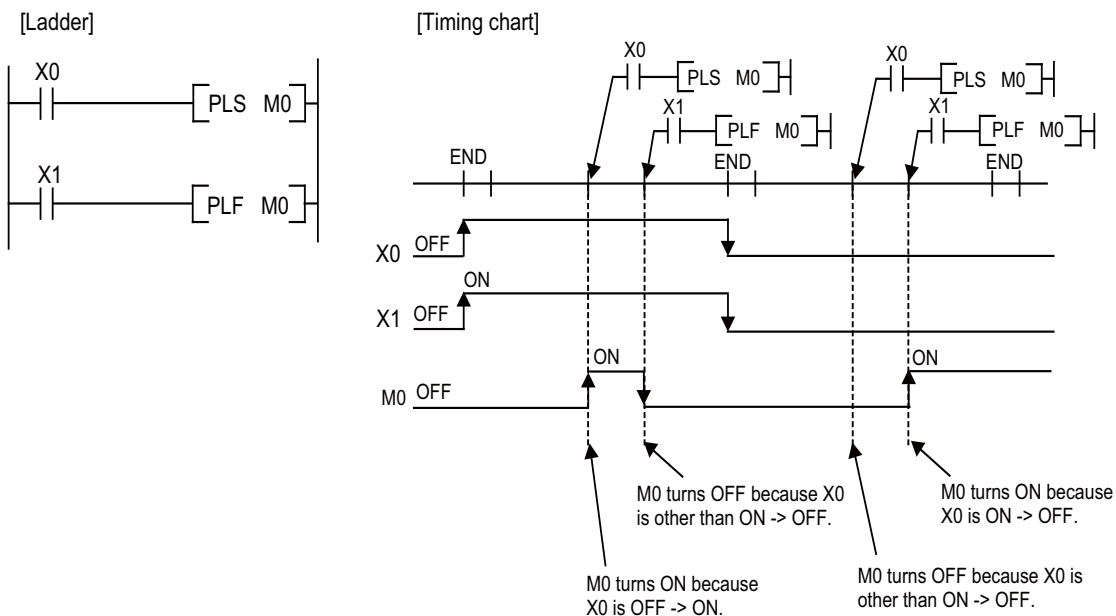 [Ladder]
X0
PLS M0
X1
PLF M0
[Timing chart]
X0
PLS M0
X1
PLF M0
X0
PLS M0
X1
PLF M0
END
END
END
X0 OFF
ON
X1 OFF
ON
ON
M0 OFF
M0 turns OFF because X0
is other than ON -> OFF.
M0 turns ON because
X0 is ON -> OFF.
M0 turns ON because
X0 is OFF -> ON.
M0 turns OFF because X0 is
other than ON -> OFF.